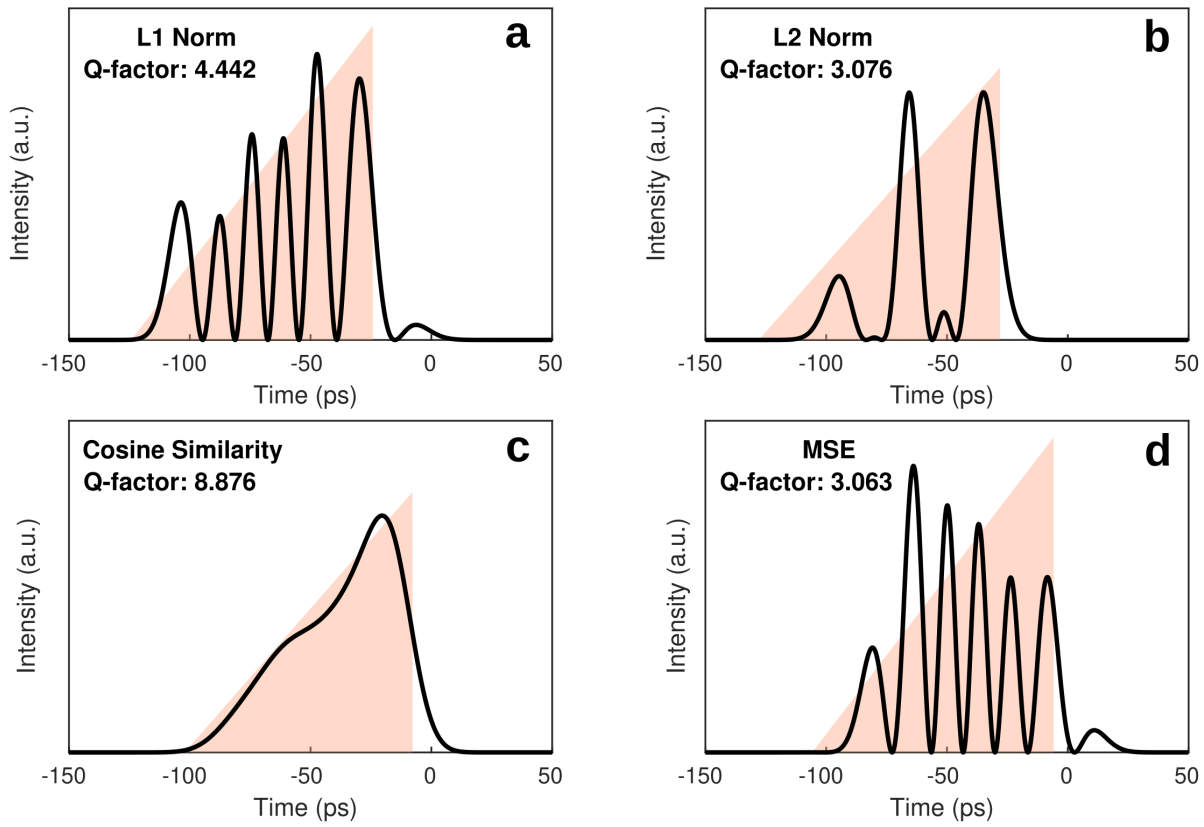 a
L1 Norm
Q-factor: 4.442
Intensity (a.u.)
-150 -100 -50 0 50
Time (ps)
b
L2 Norm
Q-factor: 3.076
Intensity (a.u.)
-150 -100 -50 0 50
Time (ps)
c
Cosine Similarity
Q-factor: 8.876
Intensity (a.u.)
-150 -100 -50 0 50
Time (ps)
d
MSE
Q-factor: 3.063
Intensity (a.u.)
-150 -100 -50 0 50
Time (ps)